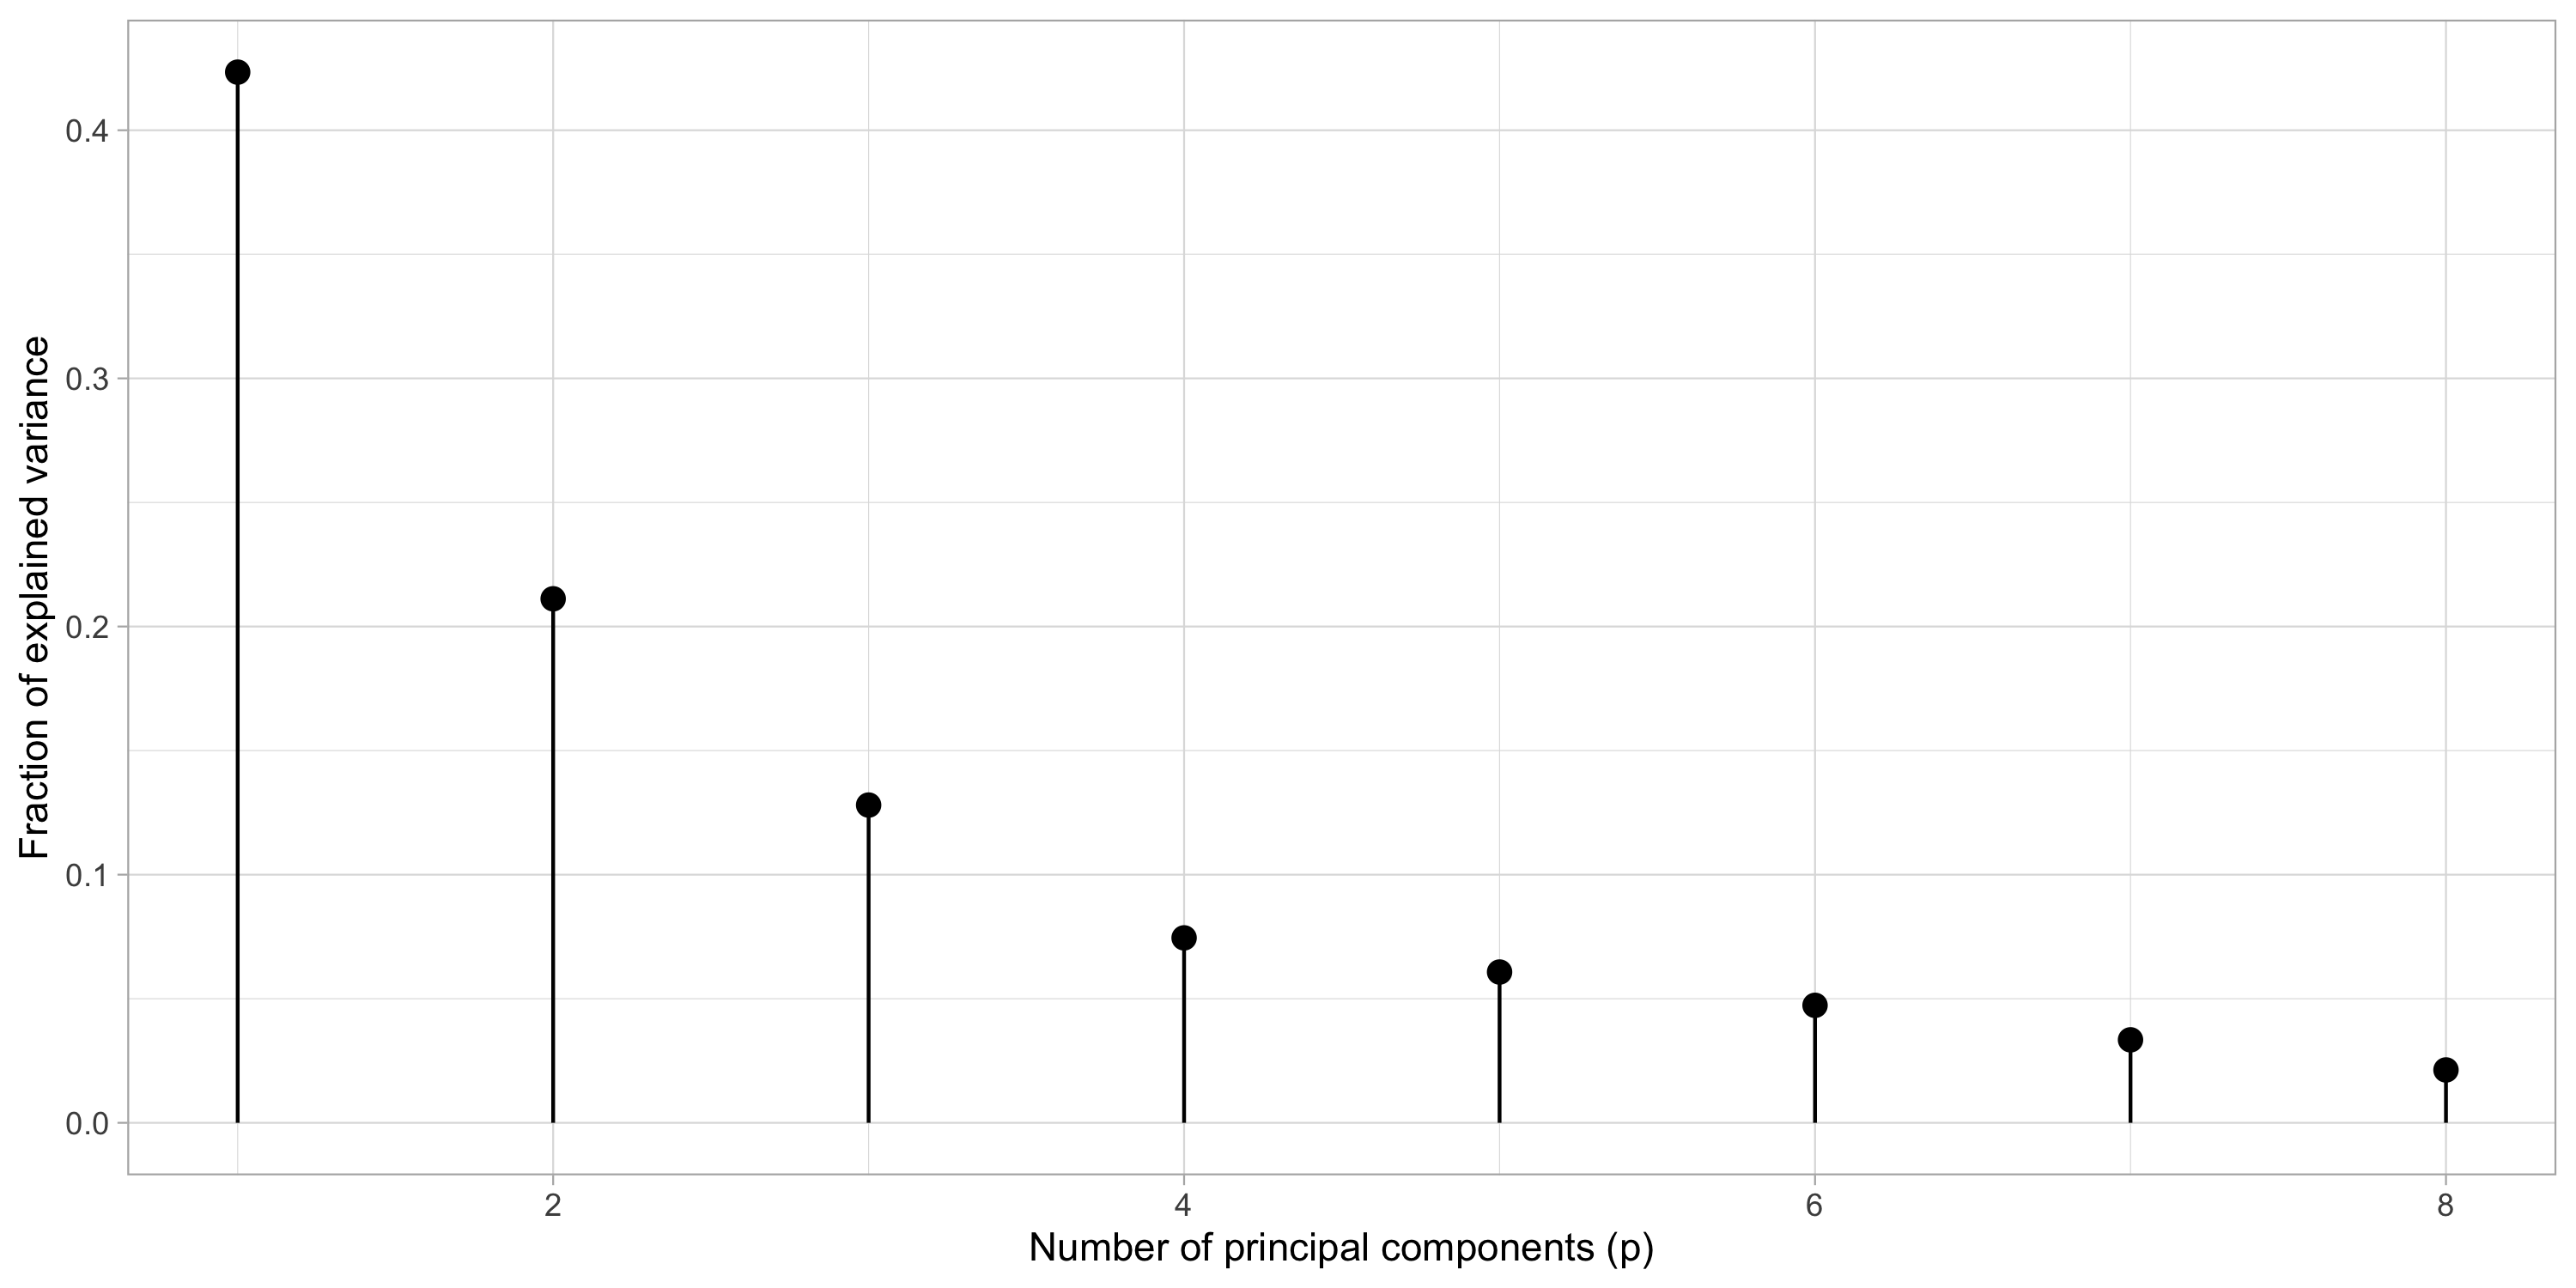 Fraction of explained variance
0.4
0.3
0.2
0.1
0.0
2 4 6 8
Number of principal components (p)